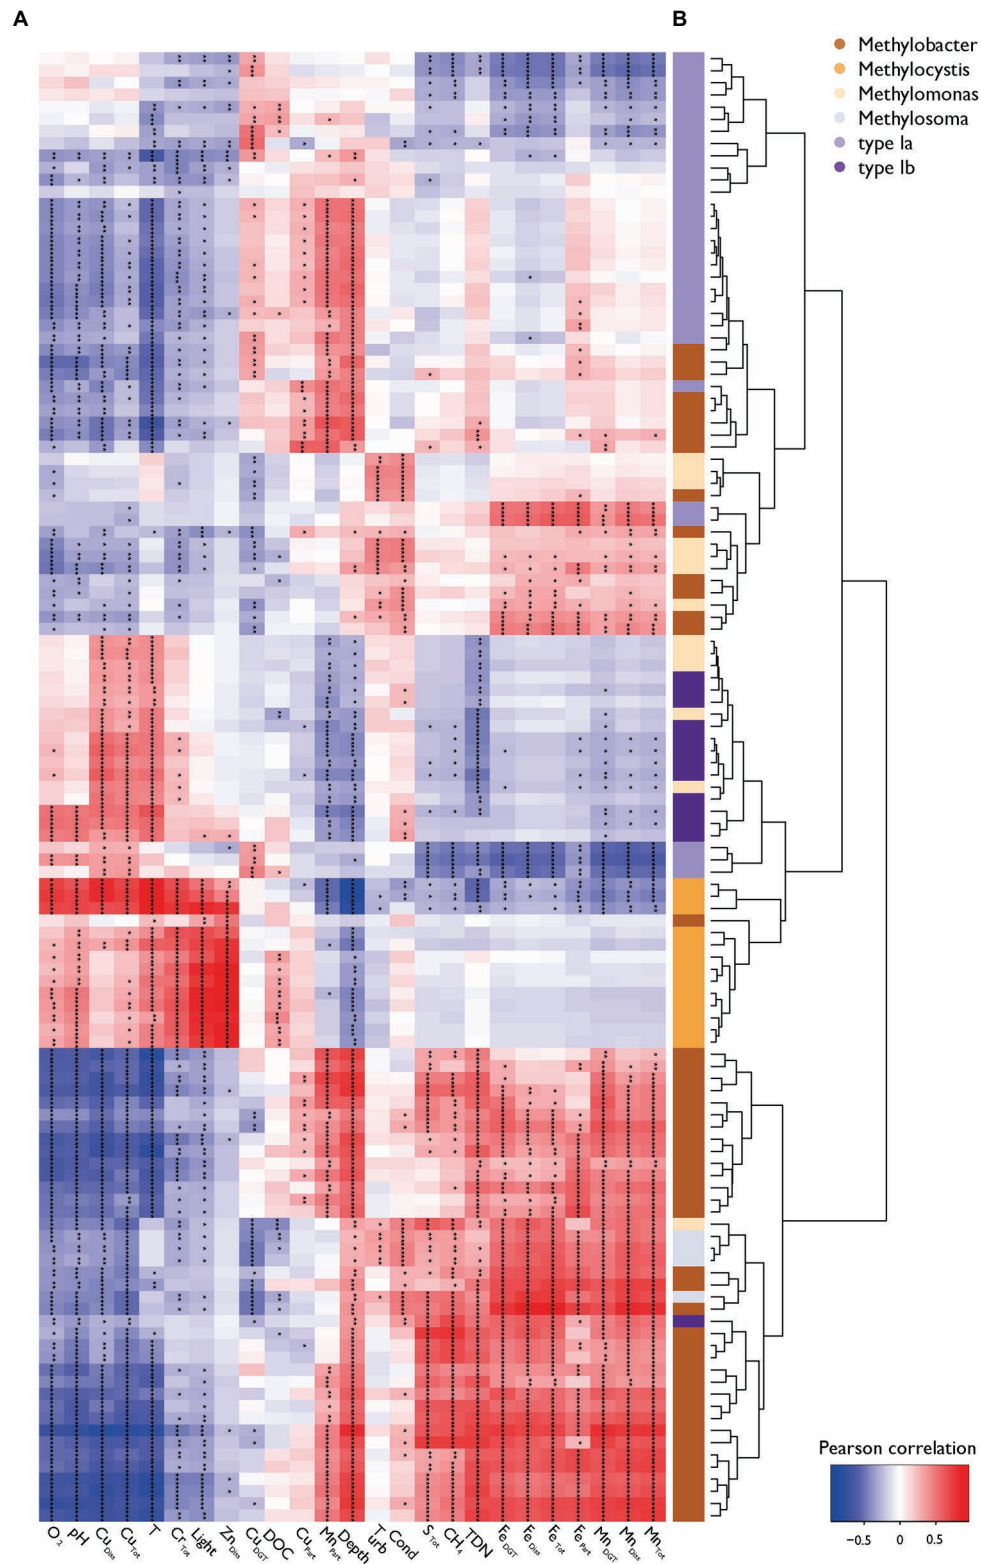 A
B
Methylobacter
Methylocystis
Methylomonas
Methylosoma
type Ia
type Ib
O2
pH
CuDiss
CuTot
T
CrTot
Light
ZnDiss
CuDGT
DOC
CuPart
MnPart
Depth
Turb
Cond
STot
CH4
TDN
FeDGT
FeDiss
FeTot
FePart
MnDGT
MnDiss
MnTot
Pearson correlation
−0.5 0 0.5